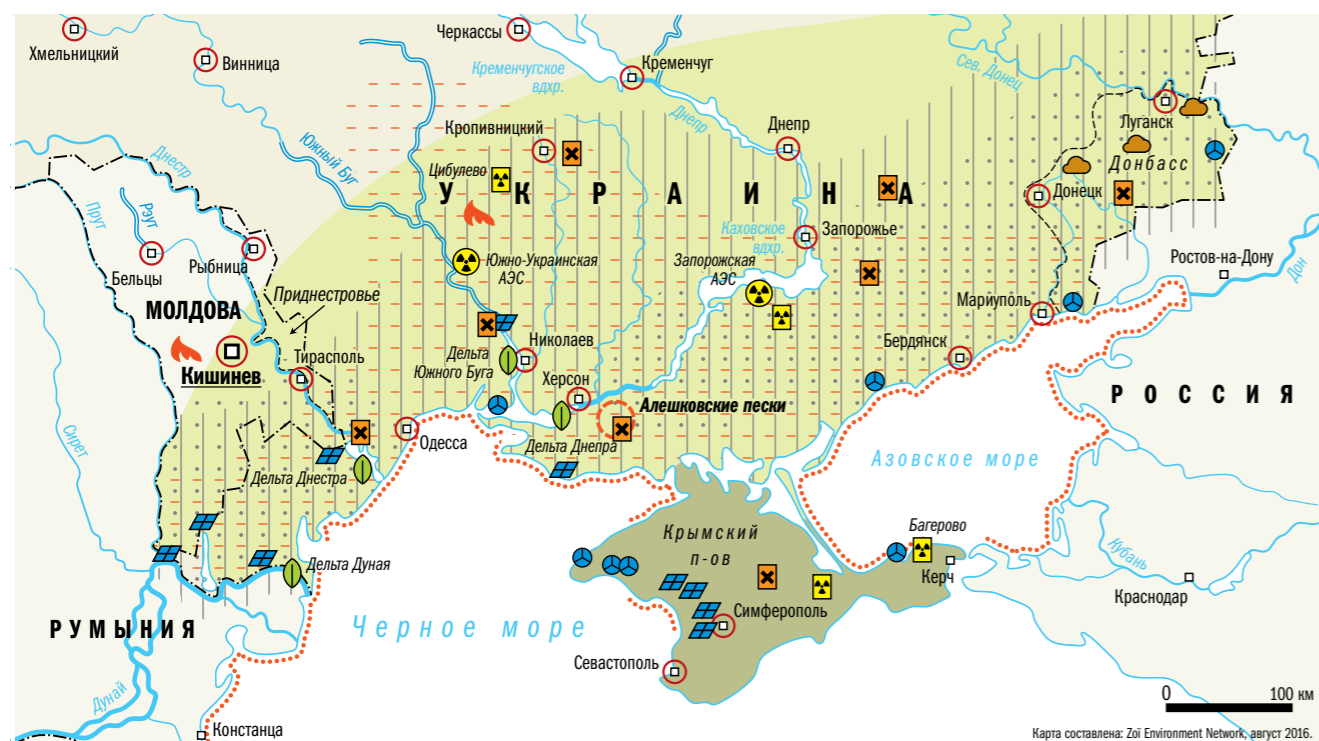 Хмельницкий
Винница
Черкассы
Кременчугское
вдхр.
Кременчуг
Днепр
Днепр
Сев. Донец
Луганск
Донбасс
Донецк
Кропивницкий
Цибулево
УКРАИНА
Южный Буг
Днестр
Прут
Рэут
Бельцы
Рыбница
Приднестровье
МОЛДОВА
Кишинев
Тирасполь
Южно-Украинская
АЭС
Каховское
вдхр.
Запорожье
Запорожская
АЭС
Ростов-на-Дону
Дон
Мариуполь
Бердянск
Николаев
Дельта
Южного Буга
Херсон
Алешковские пески
Дельта Днепра
Одесса
Дельта Днестра
Сирет
РОССИЯ
Азовское море
Дельта Дуная
Крымский
п-ов
Багерово
Керчь
Кубань
Краснодар
Симферополь
Севастополь
РУМЫНИЯ
Черное море
Дунай
Констанца
0 100 км
Карта составлена: Zoï Environment Network, август 2016.